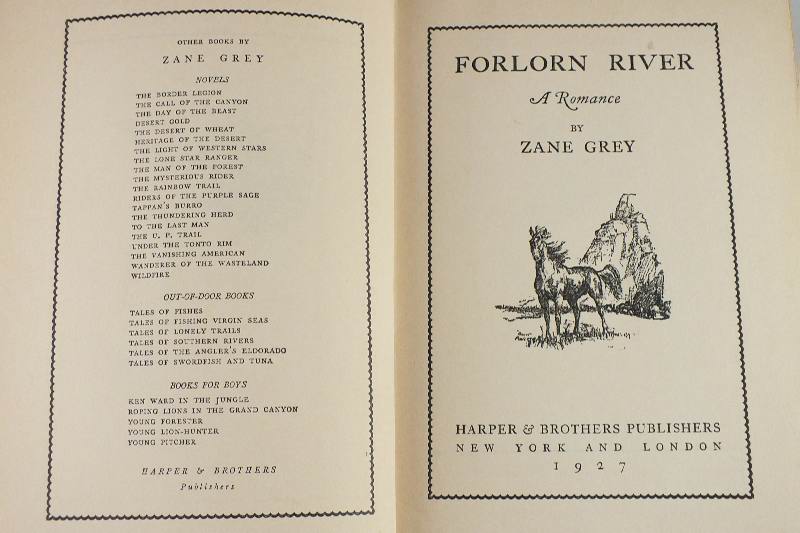 OTHER BOOKS BY
ZANE GREY
NOVELS
THE BORDER LEGION
THE CALL OF THE CANYON
THE DAY OF THE BEAST
DESERT GOLD
THE DESERT OF WHEAT
HERITAGE OF THE DESERT
THE LIGHT OF WESTERN STARS
THE LONE STAR RANGER
THE MAN OF THE FOREST
THE MYSTERIOUS RIDER
THE RAINBOW TRAIL
RIDERS OF THE PURPLE SAGE
TAPPAN'S BURRO
THE THUNDERING HERD
TO THE LAST MAN
THE U. P. TRAIL
UNDER THE TONTO RIM
THE VANISHING AMERICAN
WANDERER OF THE WASTELAND
WILDFIRE
OUT-OF-DOOR BOOKS
TALES OF FISHES
TALES OF FISHING VIRGIN SEAS
TALES OF LONELY TRAILS
TALES OF SOUTHERN RIVERS
TALES OF THE ANGLER'S ELDORADO
TALES OF SWORDFISH AND TUNA
BOOKS FOR BOYS
KEN WARD IN THE JUNGLE
ROPING LIONS IN THE GRAND CANYON
YOUNG FORESTER
YOUNG LION-HUNTER
YOUNG PITCHER
HARPER & BROTHERS
Publishers
FORLORN RIVER
A Romance
BY
ZANE GREY
HARPER & BROTHERS PUBLISHERS
NEW YORK AND LONDON
1927